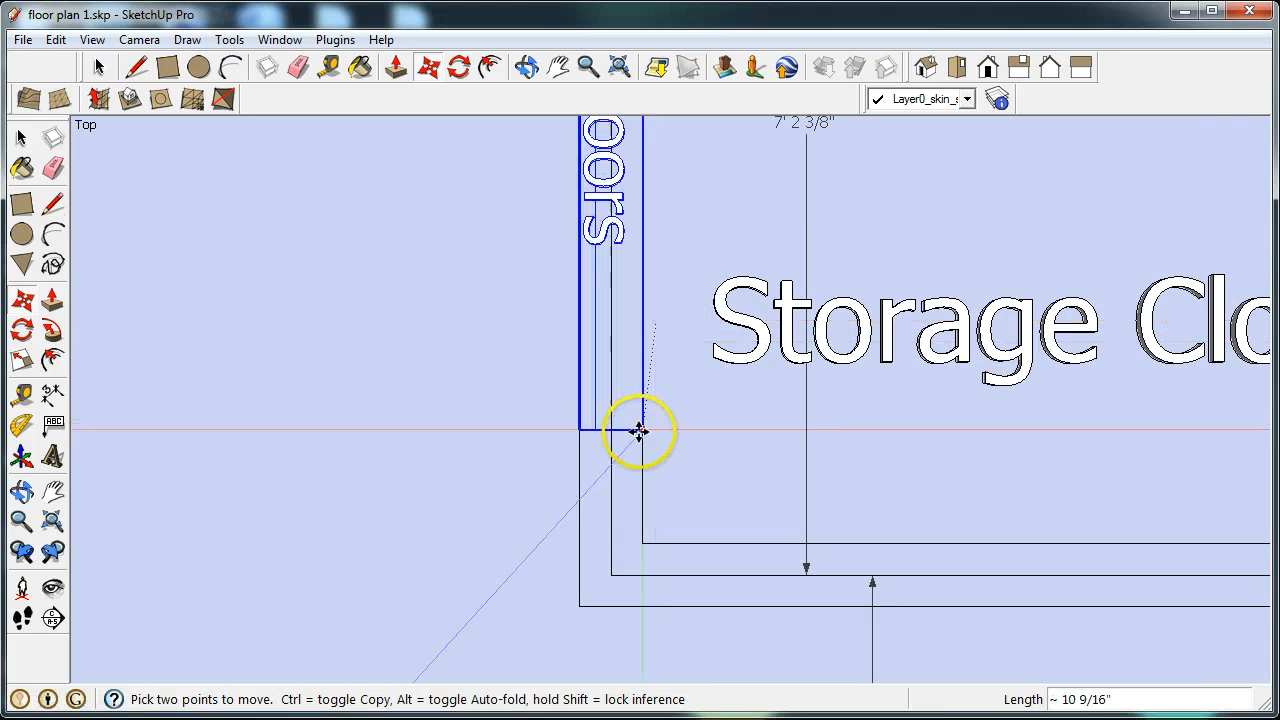 floor plan 1.skp - SketchUp Pro
File Edit View Camera Draw Tools Window Plugins Help
Layer0_skin_s
Top
7' 2 3/8"
oors
Storage Clo
Pick two points to move. Ctrl = toggle Copy, Alt = toggle Auto-fold, hold Shift = lock inference
Length ~ 10 9/16"